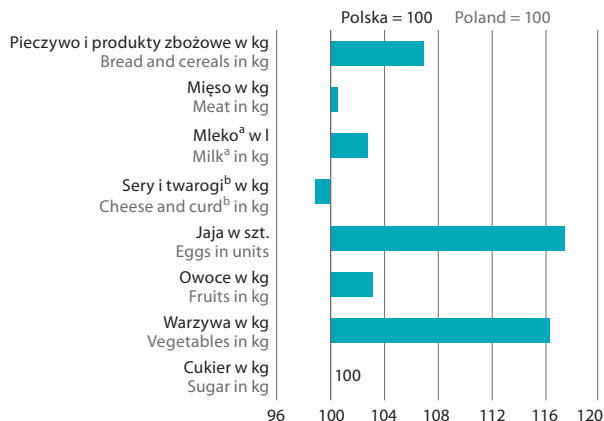 Polska = 100 Poland = 100
Pieczywo i produkty zbożowe w kg
Bread and cereals in kg
Mięso w kg
Meat in kg
Mleko^a w l
Milk^a in kg
Sery i twarogi^b w kg
Cheese and curd^b in kg
Jaja w szt.
Eggs in units
Owoce w kg
Fruits in kg
Warzywa w kg
Vegetables in kg
Cukier w kg
Sugar in kg
100
96 100 104 108 112 116 120